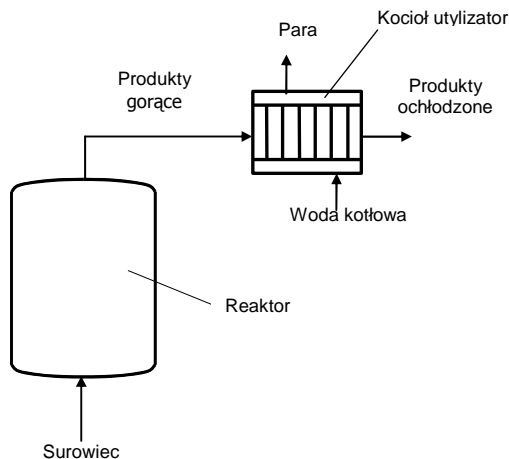 Kocioł utylizator
Para
Produkty
gorące
Produkty
ochłodzone
Woda kotłowa
Reaktor
Surowiec